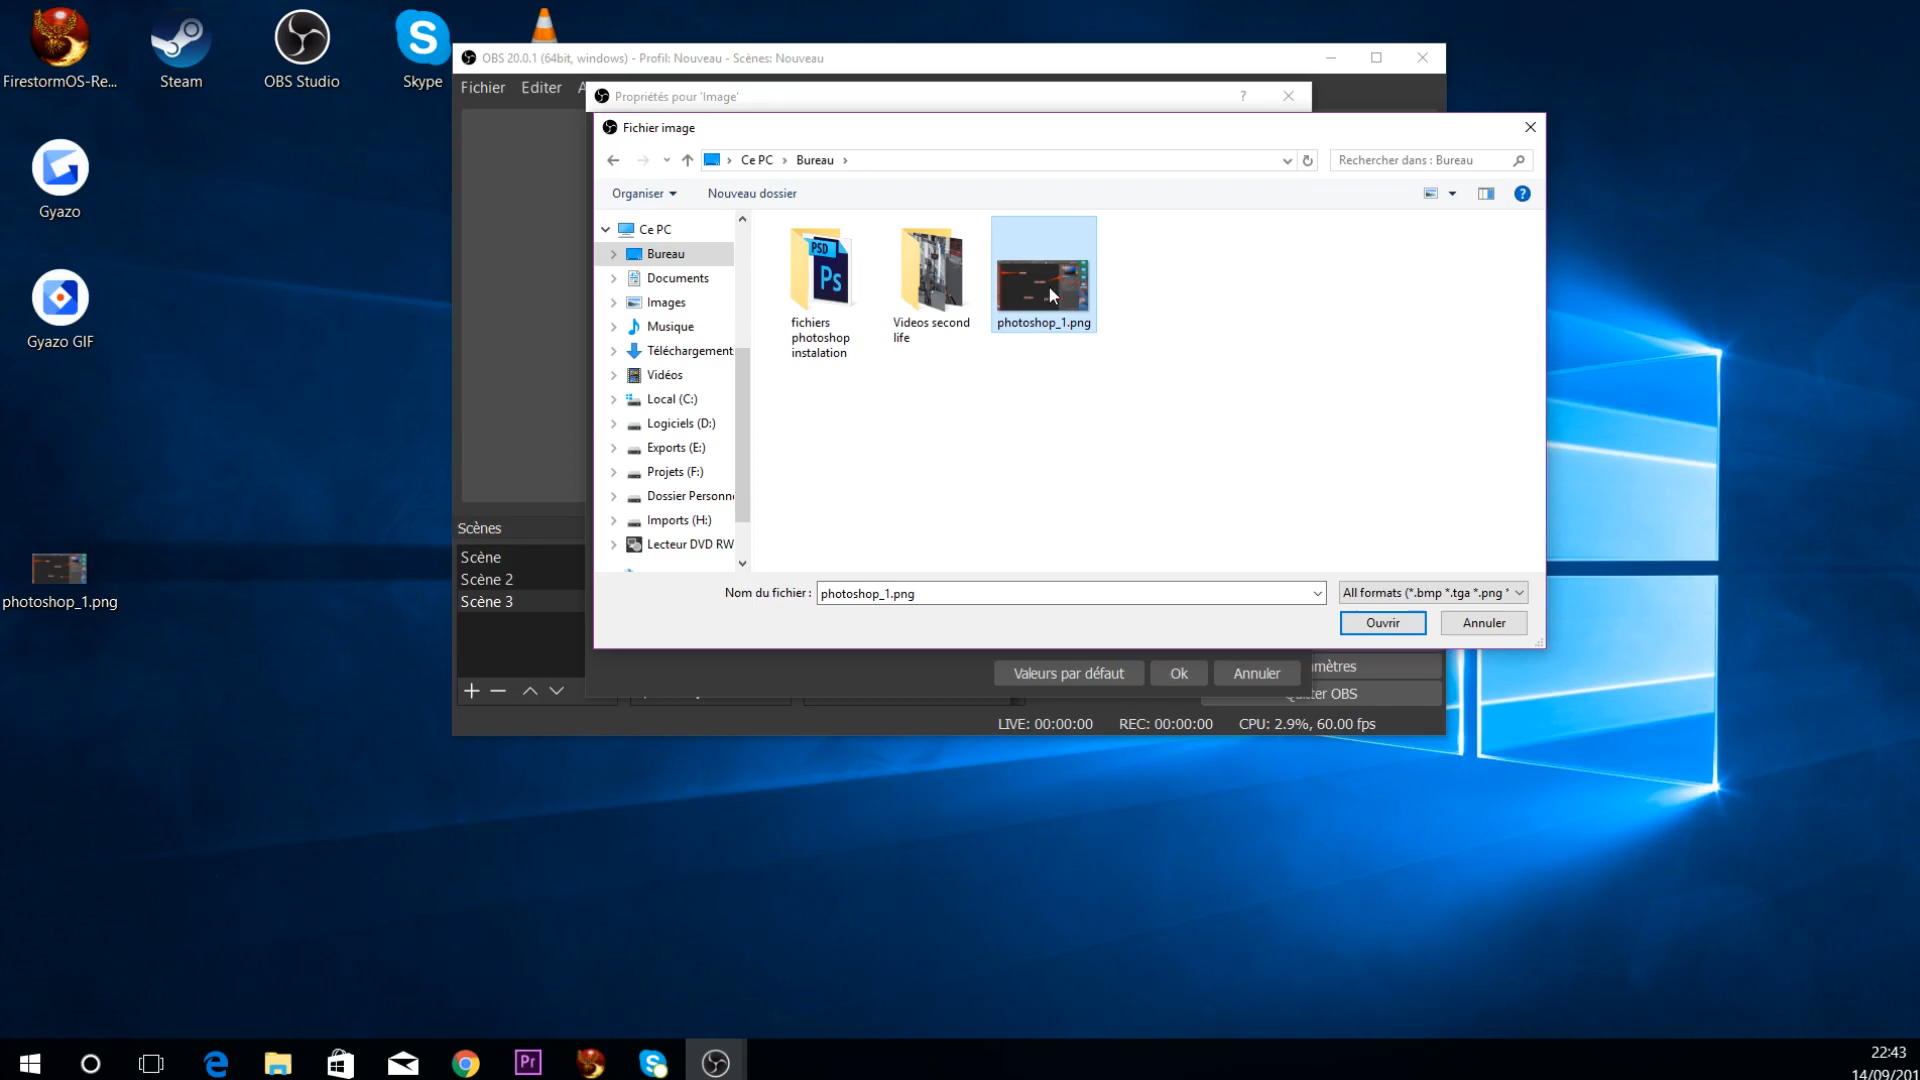 FirestormOS-Re...
Steam
OBS Studio
Skype
Gyazo
Gyazo GIF
photoshop_1.png
OBS 20.0.1 (64bit, windows) - Profil: Nouveau - Scènes: Nouveau
Fichier
Editer
A
Propriétés pour 'Image'
?
Fichier image
Ce PC
Bureau
Rechercher dans : Bureau
Organiser
Nouveau dossier
?
Ce PC
Bureau
Documents
Images
Musique
Téléchargement
Vidéos
Local (C:)
Logiciels (D:)
Exports (E:)
Projets (F:)
Dossier Personn
Imports (H:)
Lecteur DVD RW
PSD
Ps
fichiers
photoshop
instalation
Videos second
life
photoshop_1.png
Nom du fichier :
photoshop_1.png
All formats (*.bmp *.tga *.png *
Ouvrir
Annuler
Scènes
Scène
Scène 2
Scène 3
Valeurs par défaut
Ok
Annuler
mètres
OBS
LIVE: 00:00:00
REC: 00:00:00
CPU: 2.9%, 60.00 fps
Pr
22:43
14/09/201